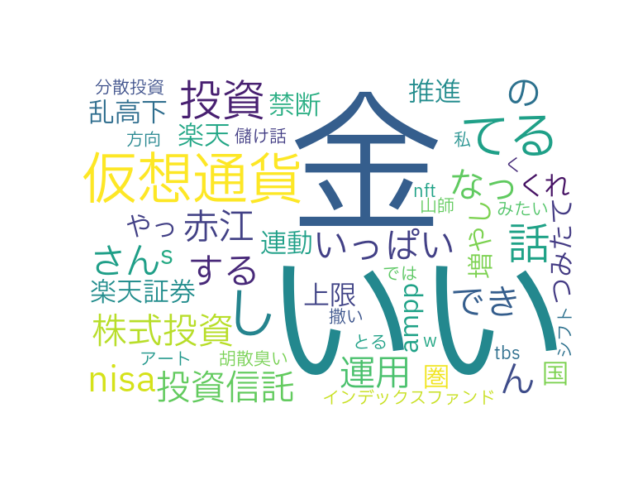 分散投資
乱高下
投資
禁断
推進
の
方向
楽天
儲け話
金
てる
私
く
仮想通貨
nft
なっ
くれ
山師
みたい
やっ
赤江
連動
いっぱい
増やし
話
つみたて
さん
s
する
では
楽天証券
し
いい
上限
撒い
ampp
でき
シフト
株式投資
とる
w
tbs
アート
胡散臭い
運用
圏
ん
国
nisa
投資信託
インデックスファンド